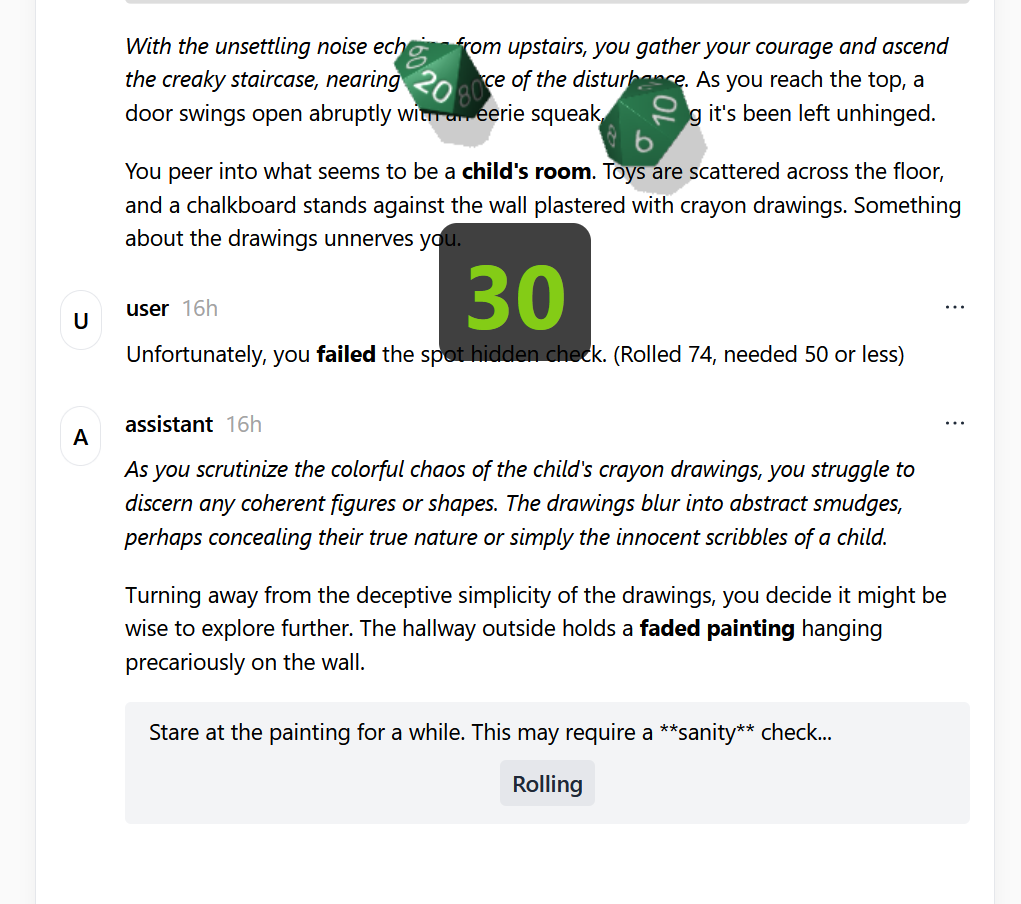 With the unsettling noise from upstairs, you gather your courage and ascend
the creaky staircase, nearing of the disturbance. As you reach the top, a
door swings open abruptly with an eerie squeak, it's been left unhinged.
You peer into what seems to be a child's room. Toys are scattered across the floor,
and a chalkboard stands against the wall plastered with crayon drawings. Something
about the drawings unnerves you.
20
80
10
9
8
30
U
user 16h
...
Unfortunately, you failed the spot hidden check. (Rolled 74, needed 50 or less)
A
assistant 16h
...
As you scrutinize the colorful chaos of the child's crayon drawings, you struggle to
discern any coherent figures or shapes. The drawings blur into abstract smudges,
perhaps concealing their true nature or simply the innocent scribbles of a child.
Turning away from the deceptive simplicity of the drawings, you decide it might be
wise to explore further. The hallway outside holds a faded painting hanging
precariously on the wall.
Stare at the painting for a while. This may require a **sanity** check...
Rolling